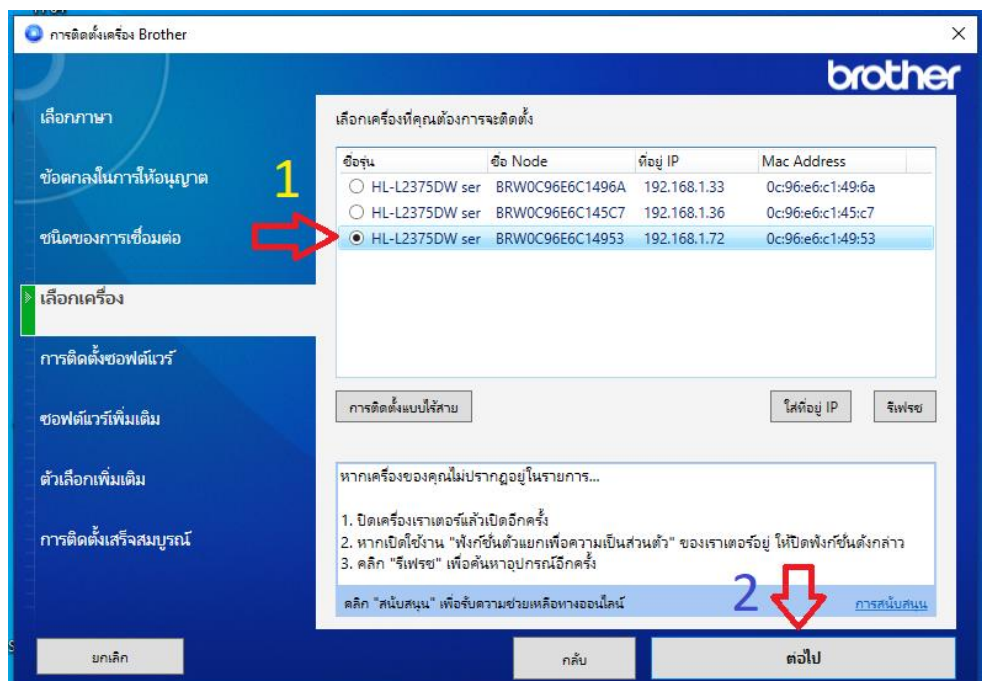 การติดตั้งเครื่อง Brother
brother
เลือกภาษา
ข้อตกลงในการให้อนุญาต
ชนิดของการเชื่อมต่อ
เลือกเครื่อง
การติดตั้งซอฟต์แวร์
ซอฟต์แวร์เพิ่มเติม
ตัวเลือกเพิ่มเติม
การติดตั้งเสร็จสมบูรณ์
เลือกเครื่องที่คุณต้องการจะติดตั้ง
ชื่อรุ่น ชื่อ Node ที่อยู่ IP Mac Address
1
HL-L2375DW ser BRW0C96E6C1496A 192.168.1.33 0c:96:e6:c1:49:6a
HL-L2375DW ser BRW0C96E6C145C7 192.168.1.36 0c:96:e6:c1:45:c7
HL-L2375DW ser BRW0C96E6C14953 192.168.1.72 0c:96:e6:c1:49:53
การติดตั้งแบบไร้สาย ใส่ที่อยู่ IP รีเฟรช
หากเครื่องของคุณไม่ปรากฏอยู่ในรายการ...
1. ปิดเครื่องเราเตอร์แล้วเปิดอีกครั้ง
2. หากเปิดใช้งาน "ฟังก์ชั่นตัวแยกเพื่อความเป็นส่วนตัว" ของเราเตอร์อยู่ ให้ปิดฟังก์ชั่นดังกล่าว
3. คลิก "รีเฟรช" เพื่อค้นหาอุปกรณ์อีกครั้ง
2
คลิก "สนับสนุน" เพื่อรับความช่วยเหลือทางออนไลน์ การสนับสนุน
ยกเลิก กลับ ต่อไป